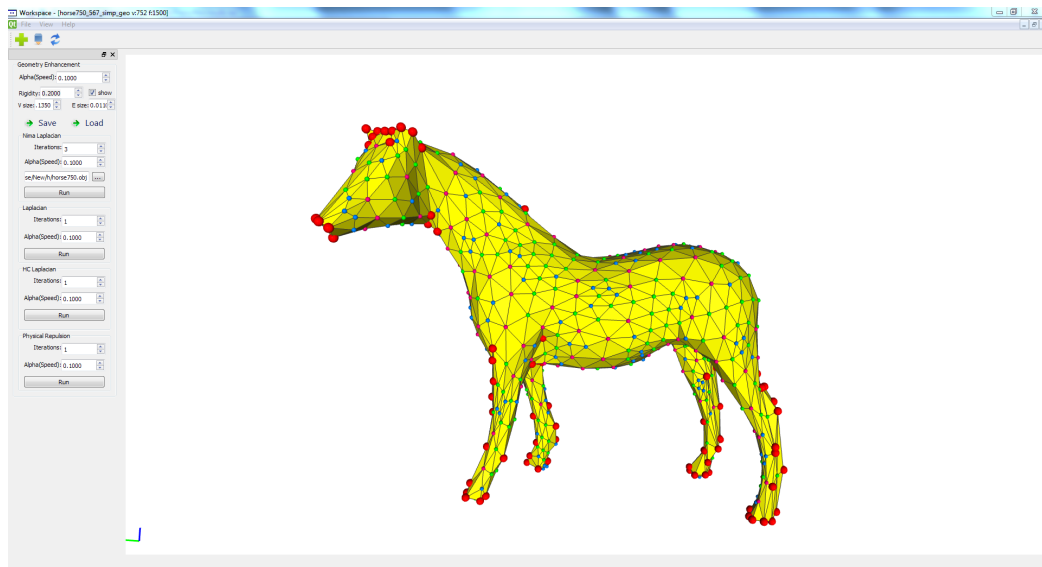 Workspace - [horse750_567_simp_geo v:752 f:1500]
File View Help
Geometry Enhancement
Alpha(Speed): 0.1000
Rigidity: 0.2000 show
V size: .1350 E size: 0.0110
Save Load
Nima Laplacian
Iterations: 3
Alpha(Speed): 0.1000
se/New/h/horse750.obj ...
Run
Laplacian
Iterations: 1
Alpha(Speed): 0.1000
Run
HC Laplacian
Iterations: 1
Alpha(Speed): 0.1000
Run
Physical Repulsion
Iterations: 1
Alpha(Speed): 0.1000
Run